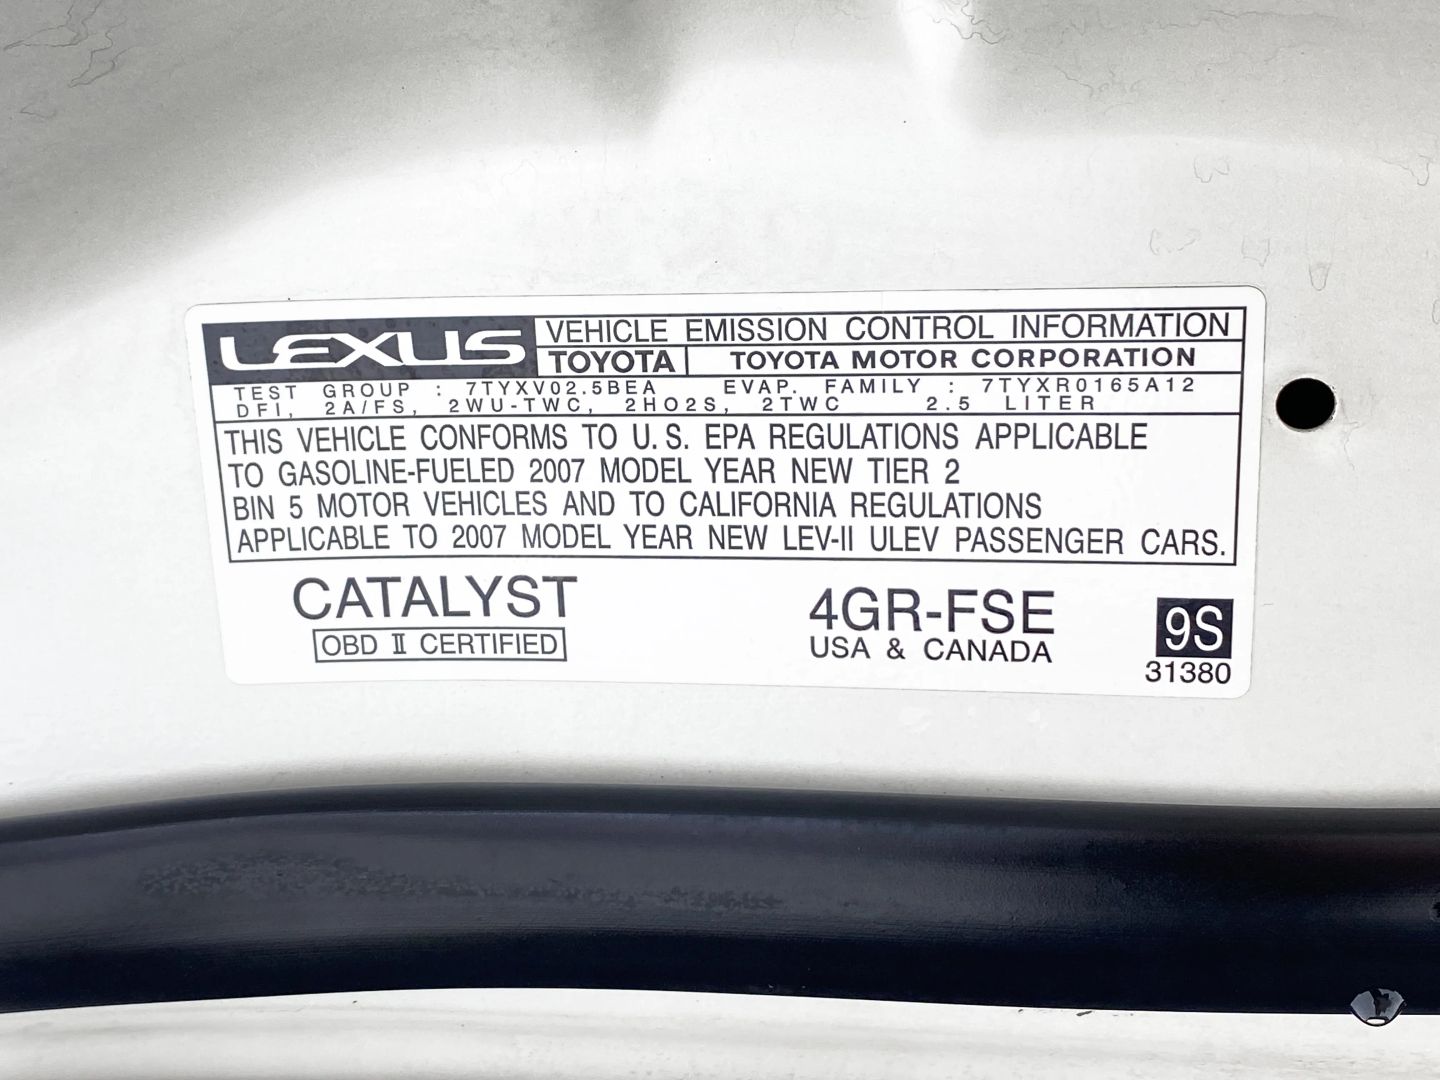 LEXUS VEHICLE EMISSION CONTROL INFORMATION
TOYOTA TOYOTA MOTOR CORPORATION
TEST GROUP : 7TYXV02.5BEA EVAP. FAMILY : 7TYXR0165A12
DFI, 2A/FS, 2WU-TWC, 2HO2S, 2TWC 2.5 LITER
THIS VEHICLE CONFORMS TO U.S. EPA REGULATIONS APPLICABLE
TO GASOLINE-FUELED 2007 MODEL YEAR NEW TIER 2
BIN 5 MOTOR VEHICLES AND TO CALIFORNIA REGULATIONS
APPLICABLE TO 2007 MODEL YEAR NEW LEV-II ULEV PASSENGER CARS.
CATALYST 4GR-FSE 9S
OBD II CERTIFIED USA & CANADA 31380